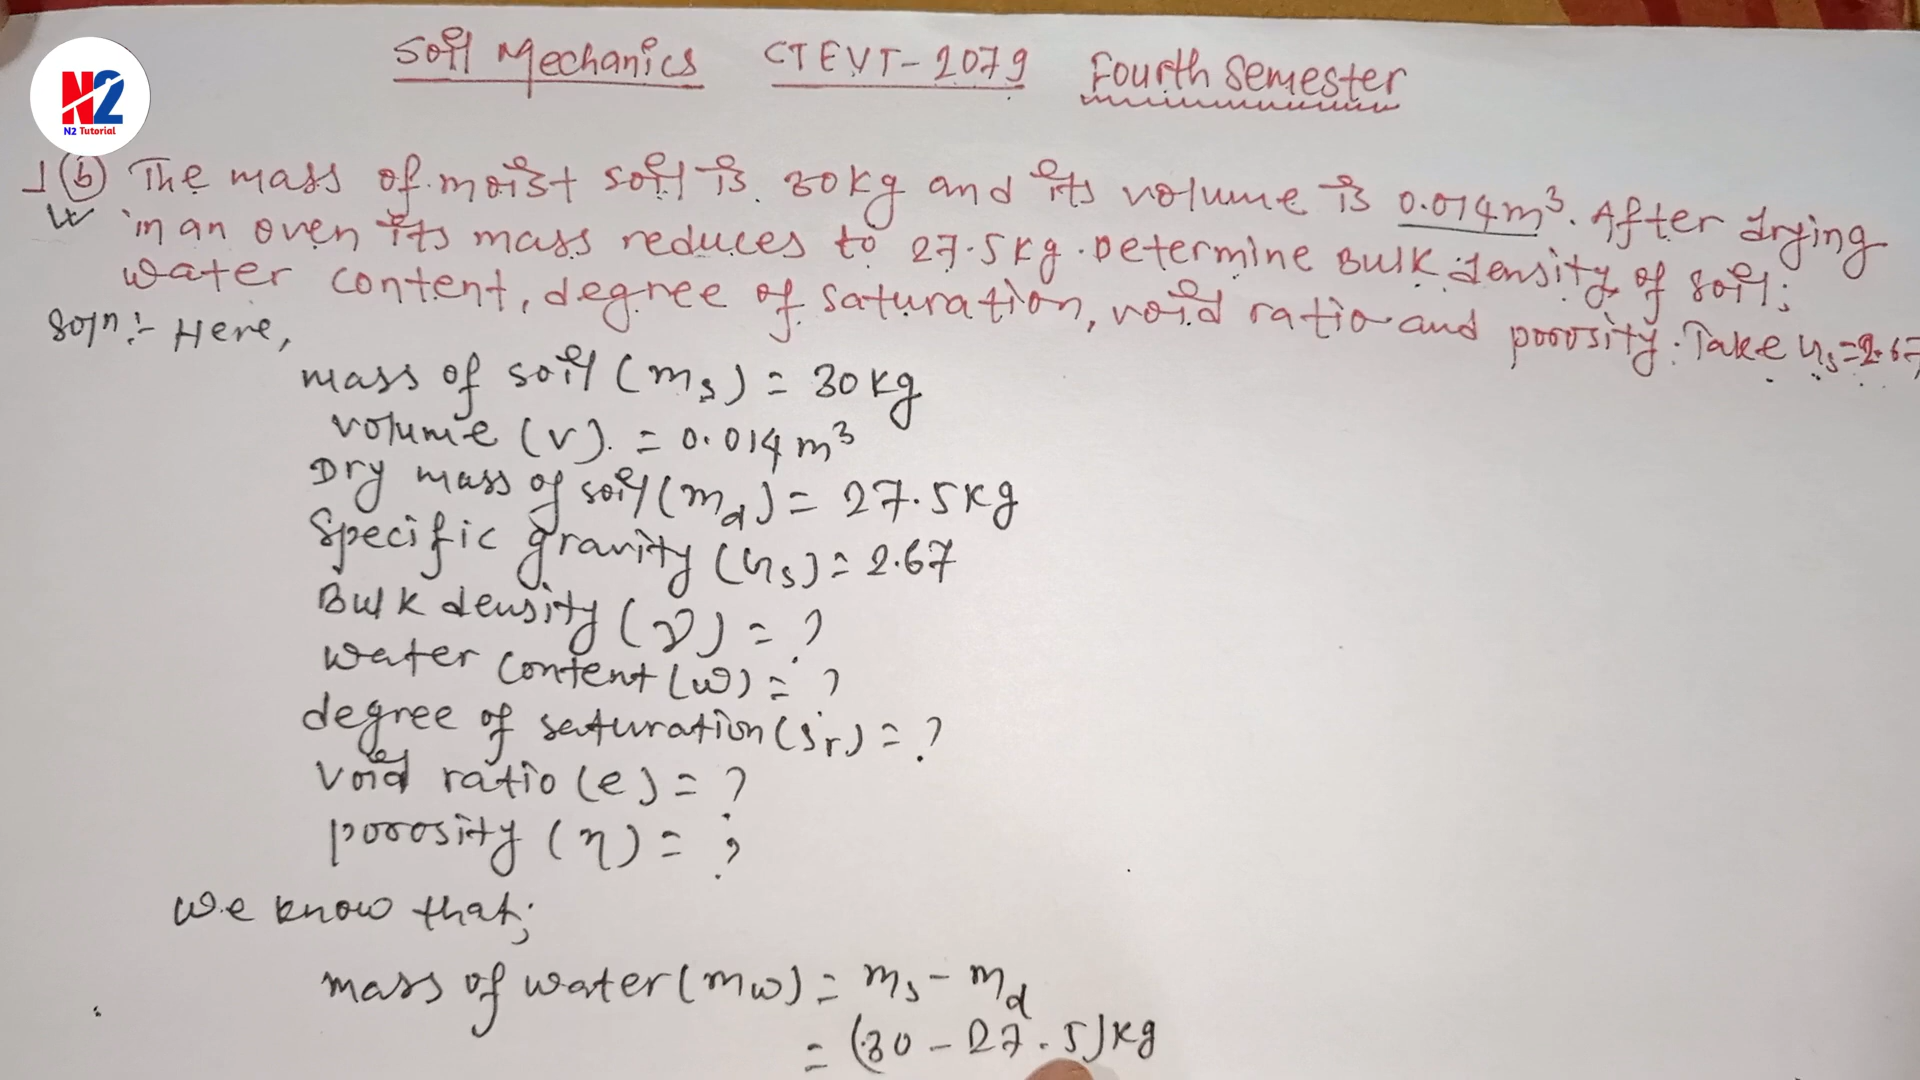 N2
N2 Tutorial
Soil Mechanics CTEVT-2079 Fourth Semester
1 (b) The mass of moist soil is 30kg and its volume is 0.014m³. After drying
in an oven its mass reduces to 27.5kg. Determine Bulk density of soil;
water content, degree of saturation, void ratio and porosity. Take Gs=2.67,
Soln:- Here,
mass of soil (ms) = 30kg
volume (v) = 0.014 m³
Dry mass of soil (md) = 27.5kg
Specific gravity (Gs) = 2.67
Bulk density (γ) = ?
water content (w) = ?
degree of saturation (Sr) = ?
Void ratio (e) = ?
porosity (η) = ?
we know that;
mass of water (mw) = ms - md
= (30 - 27.5)kg